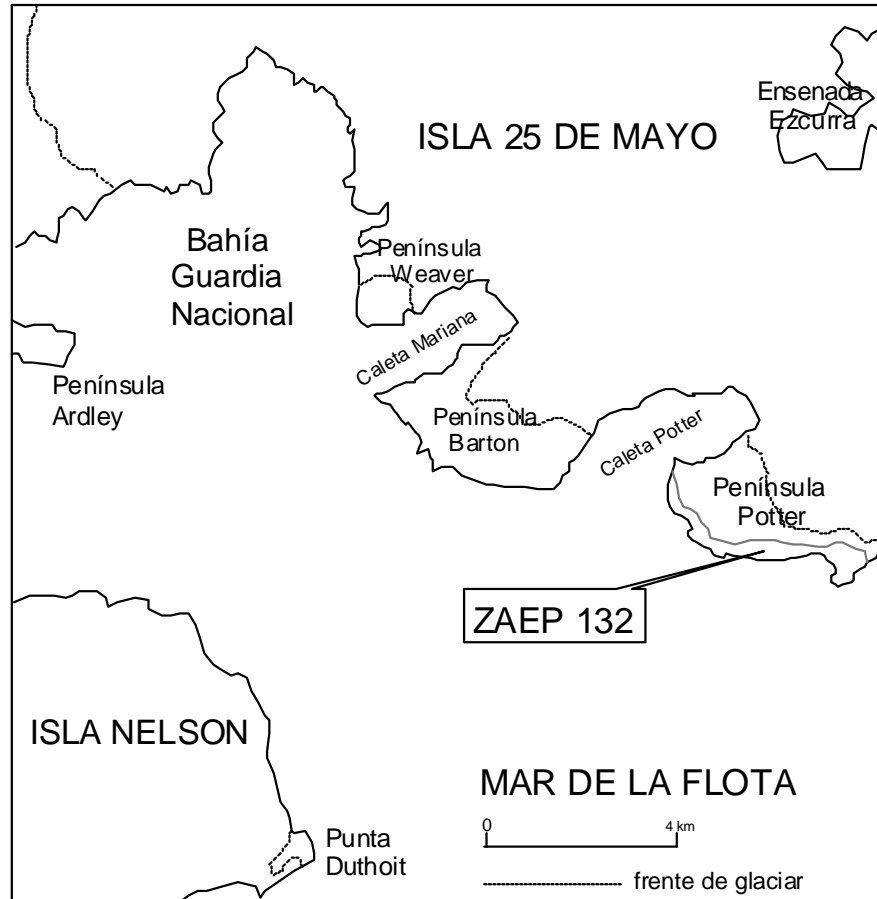 Ensenada
Ezcurra
ISLA 25 DE MAYO
Bahía
Guardia
Nacional
Península
Weaver
Caleta Mariana
Península
Ardley
Península
Barton
Caleta Potter
Península
Potter
ZAEP 132
ISLA NELSON
MAR DE LA FLOTA
0 4 km
Punta
Duthoit
frente de glaciar